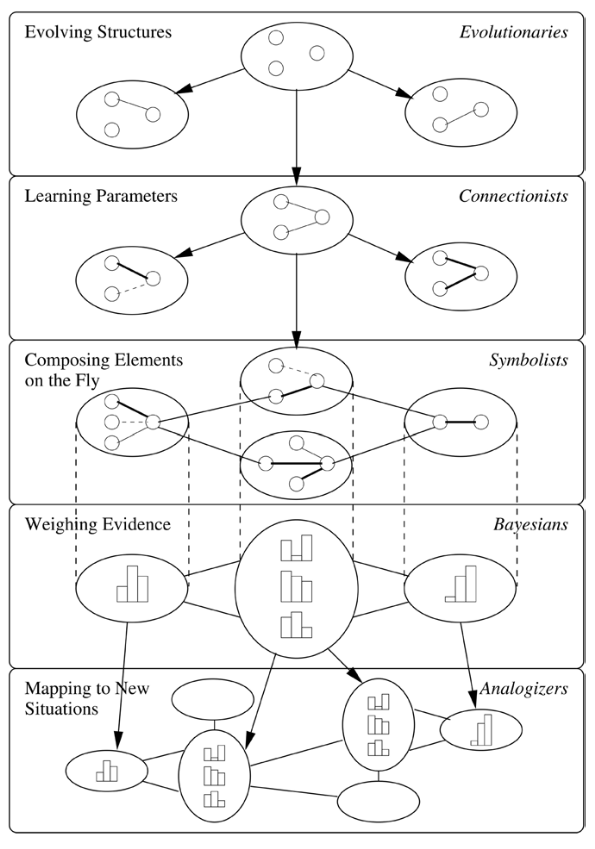 Evolving Structures
Evolutionaries
Learning Parameters
Connectionists
Composing Elements
on the Fly
Symbolists
Weighing Evidence
Bayesians
Mapping to New
Situations
Analogizers